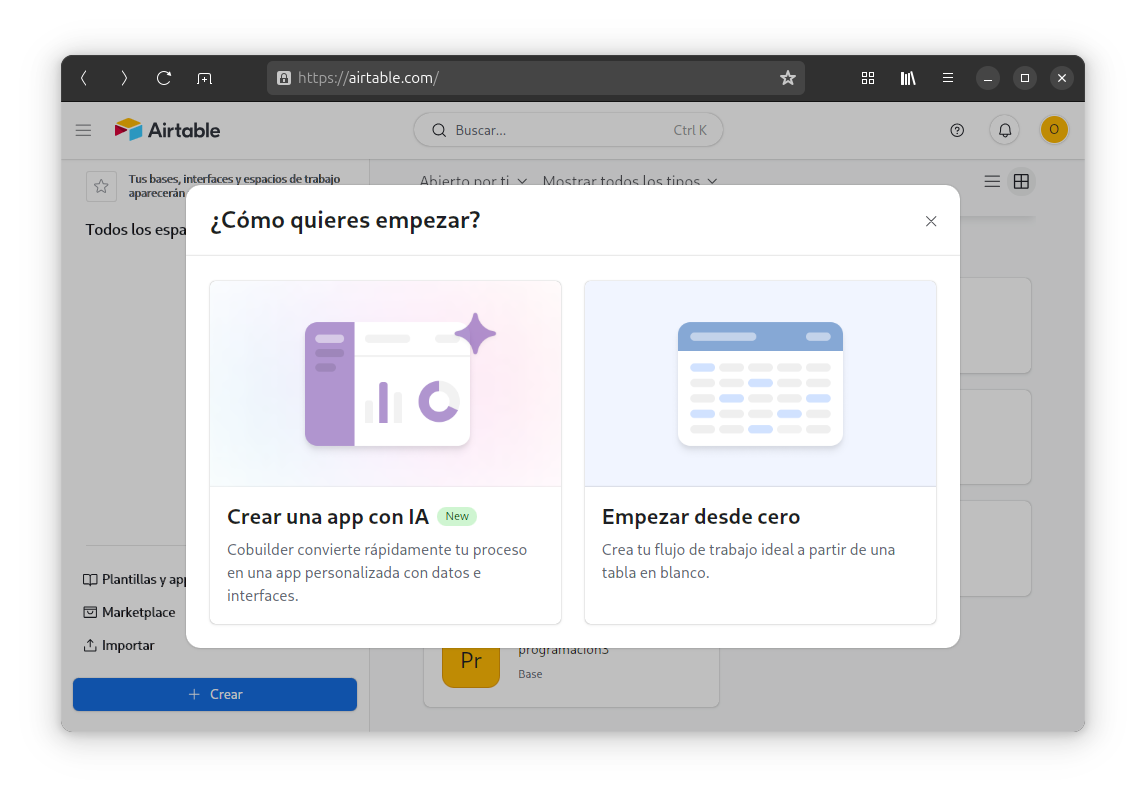 https://airtable.com/
Airtable
Buscar...
Ctrl K
O
Tus bases, interfaces y espacios de trabajo
aparecerán
Abierto por ti
Mostrar todos los tipos
Todos los espa
¿Cómo quieres empezar?
Crear una app con IA New
Cobuilder convierte rápidamente tu proceso
en una app personalizada con datos e
interfaces.
Empezar desde cero
Crea tu flujo de trabajo ideal a partir de una
tabla en blanco.
Plantillas y app
Marketplace
Importar
+ Crear
Pr
programacion3
Base